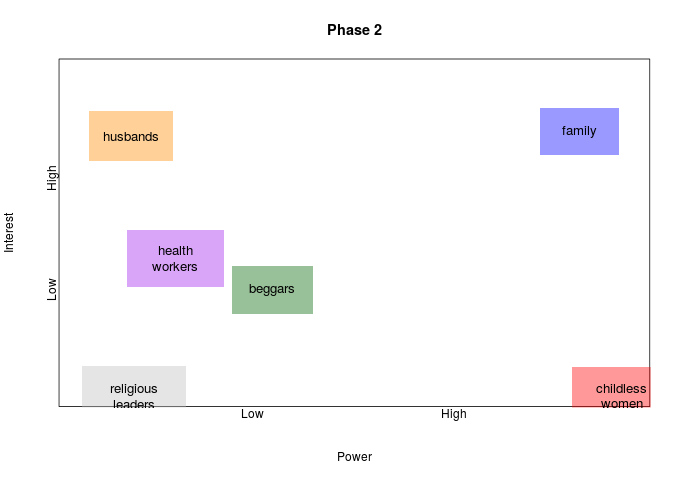 Phase 2
husbands
family
High
Interest
health
workers
beggars
Low
religious
leaders
childless
women
Low
High
Power